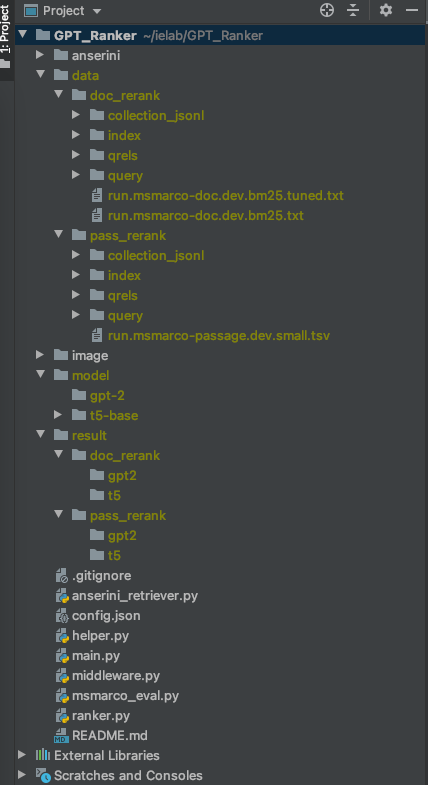 1: Project
Project
GPT_Ranker ~/ielab/GPT_Ranker
anserini
data
doc_rerank
collection_jsonl
index
qrels
query
run.msmarco-doc.dev.bm25.tuned.txt
run.msmarco-doc.dev.bm25.txt
pass_rerank
collection_jsonl
index
qrels
query
run.msmarco-passage.dev.small.tsv
image
model
gpt-2
t5-base
result
doc_rerank
gpt2
t5
pass_rerank
gpt2
t5
.gitignore
anserini_retriever.py
config.json
helper.py
main.py
middleware.py
msmarco_eval.py
ranker.py
MD README.md
External Libraries
Scratches and Consoles